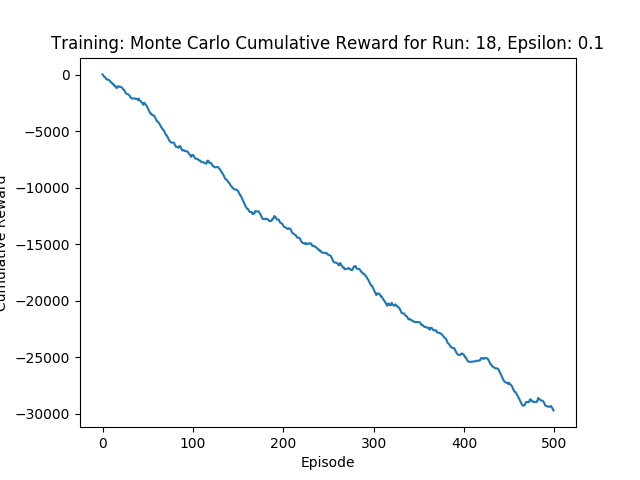 Training: Monte Carlo Cumulative Reward for Run: 18, Epsilon: 0.1
0
−5000
−10000
−15000
−20000
−25000
−30000
Cumulative Reward
0 100 200 300 400 500
Episode